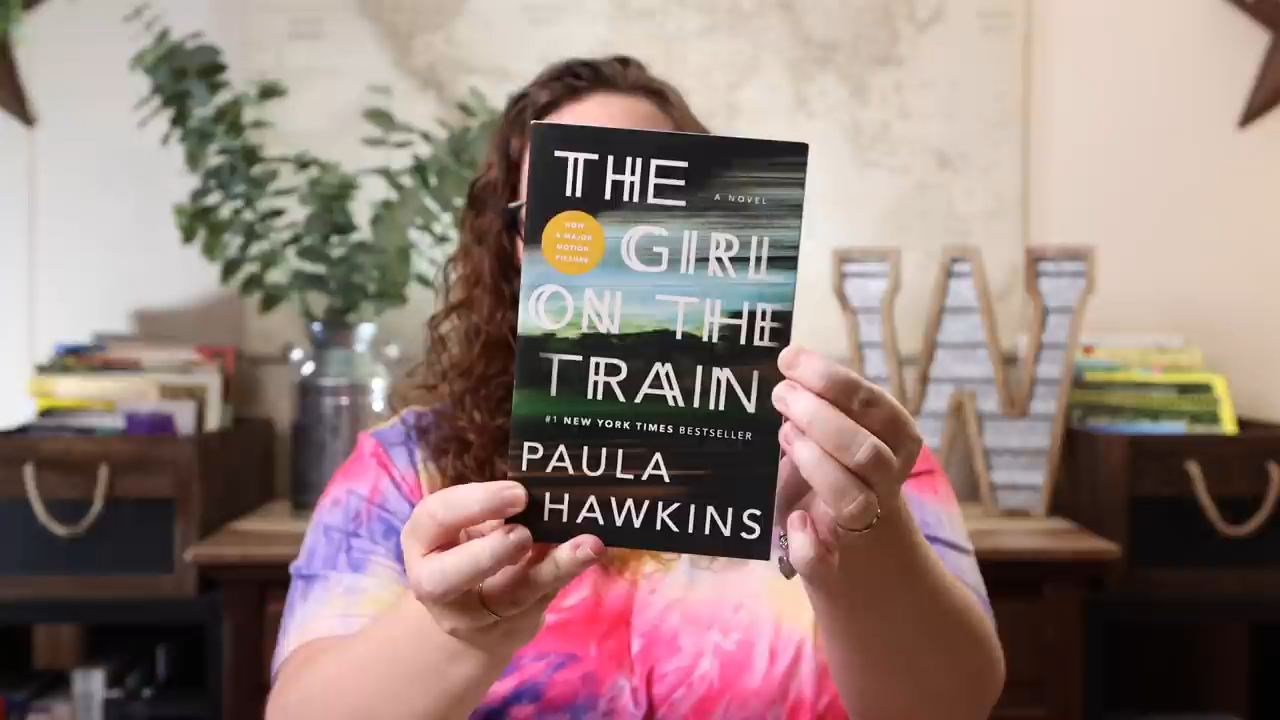 THE
A NOVEL
NOW
A MAJOR
MOTION
PICTURE
GIRL
ON THE
TRAIN
#1 NEW YORK TIMES BESTSELLER
PAULA
HAWKINS
W